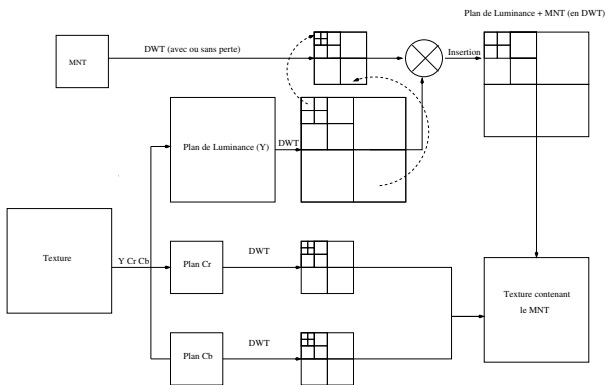 Plan de Luminance + MNT (en DWT)
MNT
DWT (avec ou sans perte)
Insertion
Plan de Luminance (Y)
DWT
Texture
Y Cr Cb
Plan Cr
DWT
Texture contenant
le MNT
Plan Cb
DWT